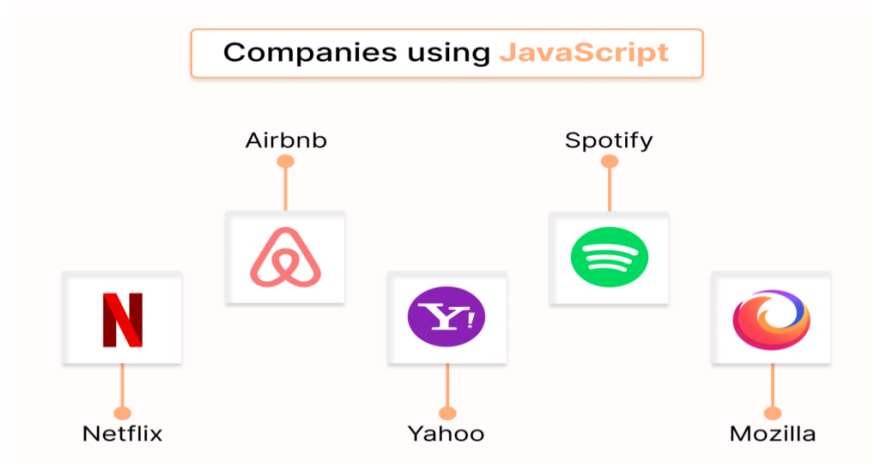 Companies using JavaScript
Airbnb
Spotify
N
Y!
Netflix
Yahoo
Mozilla